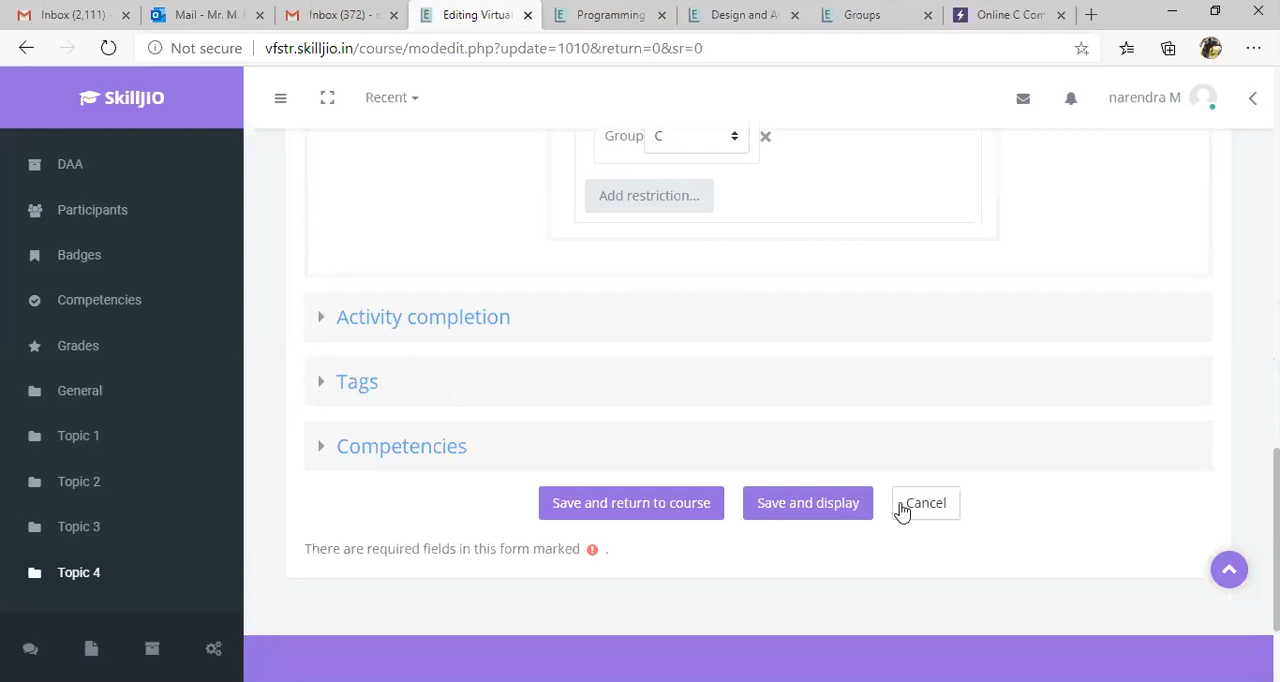 Inbox (2,111)
Mail - Mr. M.
Inbox (372) - n
Editing Virtual
Programming
Design and A
Groups
Online C Com
Not secure
vfstr.skilljio.in/course/modedit.php?update=1010&return=0&sr=0
SkillJIO
Recent
narendra M
DAA
Participants
Badges
Competencies
Grades
General
Topic 1
Topic 2
Topic 3
Topic 4
Group C
Add restriction...
Activity completion
Tags
Competencies
Save and return to course
Save and display
Cancel
There are required fields in this form marked .